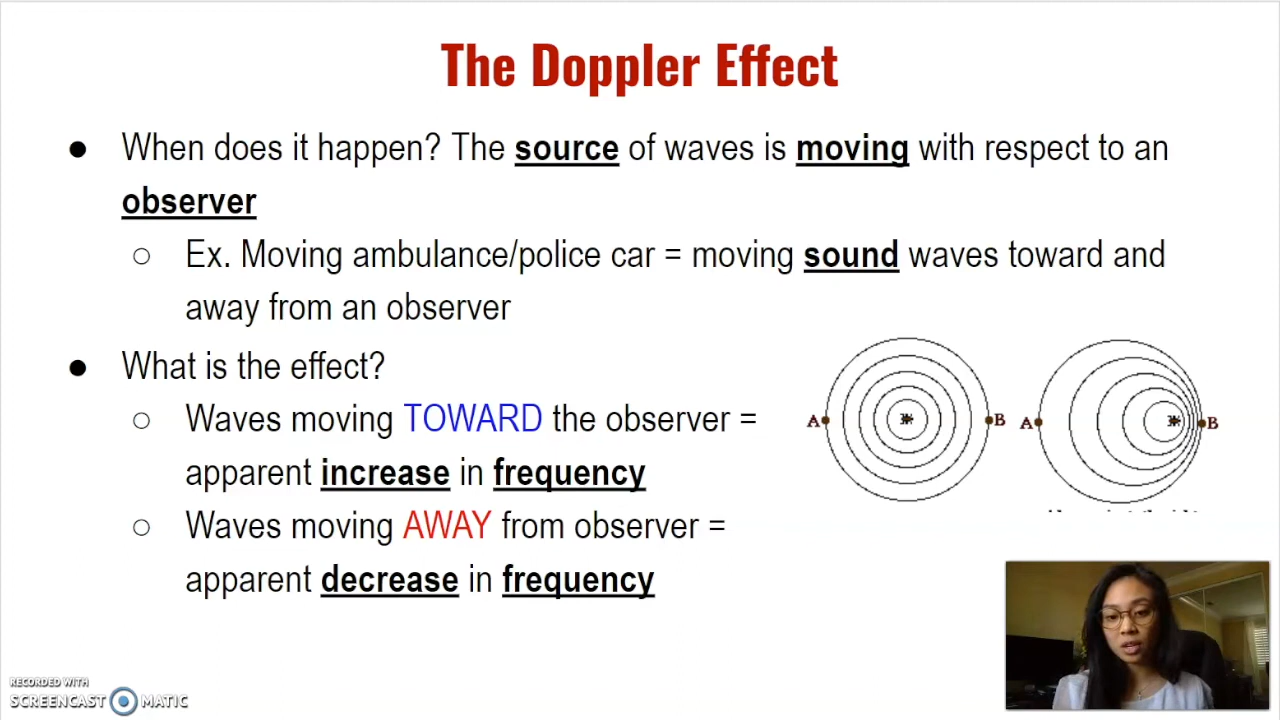 The Doppler Effect
● When does it happen? The source of waves is moving with respect to an
observer
○ Ex. Moving ambulance/police car = moving sound waves toward and
away from an observer
● What is the effect?
○ Waves moving TOWARD the observer =
apparent increase in frequency
○ Waves moving AWAY from observer =
apparent decrease in frequency
A B A B
RECORDED WITH
SCREENCAST MATIC